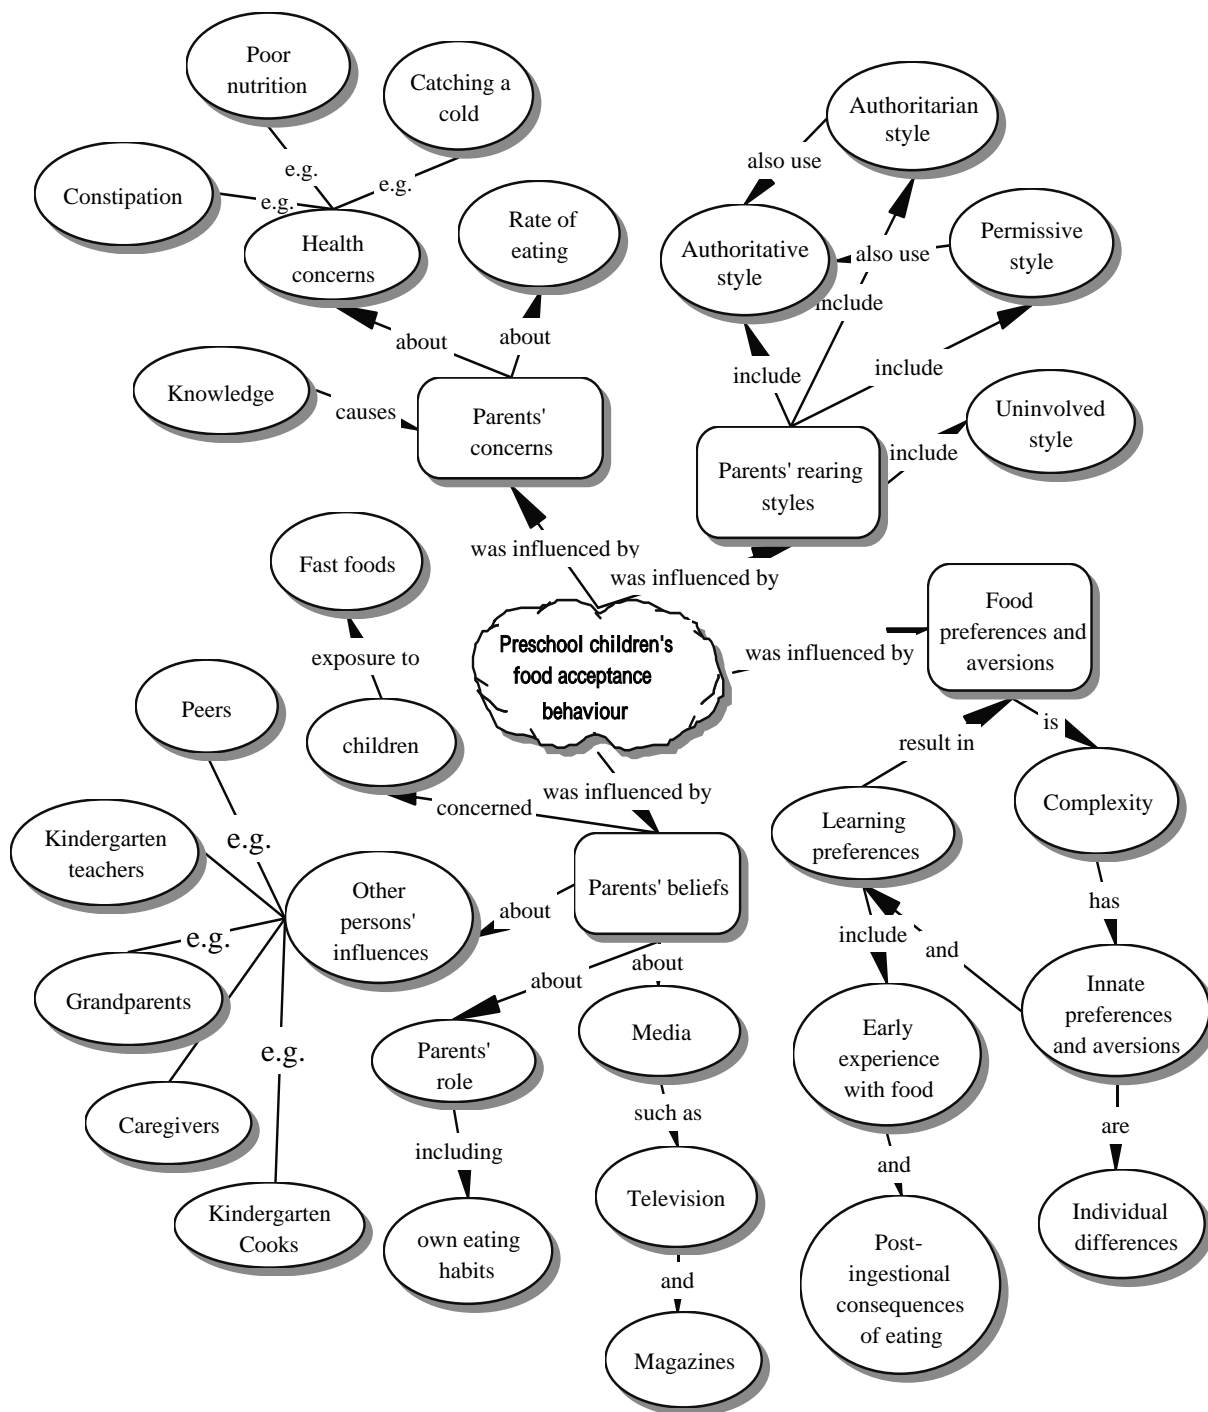 Poor
nutrition
Catching a
cold
Constipation
e.g.
e.g.
e.g.
Health
concerns
Rate of
eating
about
about
Knowledge
causes
Parents'
concerns
Authoritarian
style
also use
Authoritative
style
also use
Permissive
style
include
include
include
include
Uninvolved
style
Parents' rearing
styles
was influenced by
was influenced by
Fast foods
exposure to
children
concerned
Preschool children's
food acceptance
behaviour
was influenced by
Food
preferences and
aversions
was influenced by
Parents' beliefs
Peers
Kindergarten
teachers
Grandparents
Caregivers
Kindergarten
Cooks
e.g.
e.g.
e.g.
Other
persons'
influences
about
about
about
Parents'
role
including
own eating
habits
Media
such as
Television
and
Magazines
result in
is
Learning
preferences
Complexity
include
and
has
Early
experience
with food
Innate
preferences
and aversions
and
are
Post-
ingestional
consequences
of eating
Individual
differences